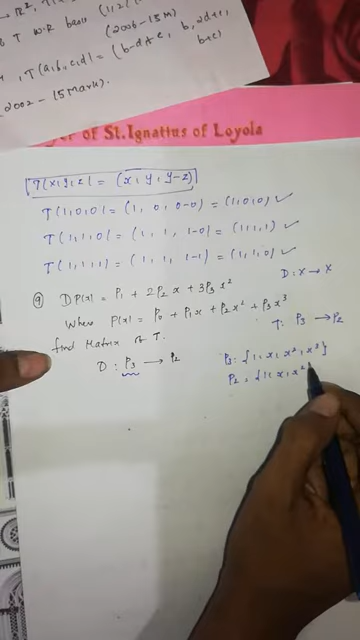 T W.R basis (1,2)
(2006-15M)
T(a,b,c,d) = (b-d+c, b, 2d+c,
b+c)
(2002 - 15 Mark)
of St.Ignatius of Loyola
T(x,y,z) = (x, y, y-z)
T(1,0,0) = (1, 0, 0-0) = (1,0,0) ✓
T(1,1,0) = (1, 1, 1-0) = (1,1,1) ✓
T(1,1,1) = (1, 1, 1-1) = (1,1,0) ✓
D: X → X
⑨ D P(x) = P₁ + 2P₂ x + 3P₃ x²
Where P(x) = P₀ + P₁x + P₂x² + P₃x³
find Matrix of T.
T: P₃ → P₂
D : P₃ → P₂
P₃: {1, x, x², x³}
P₂ : {1, x, x²